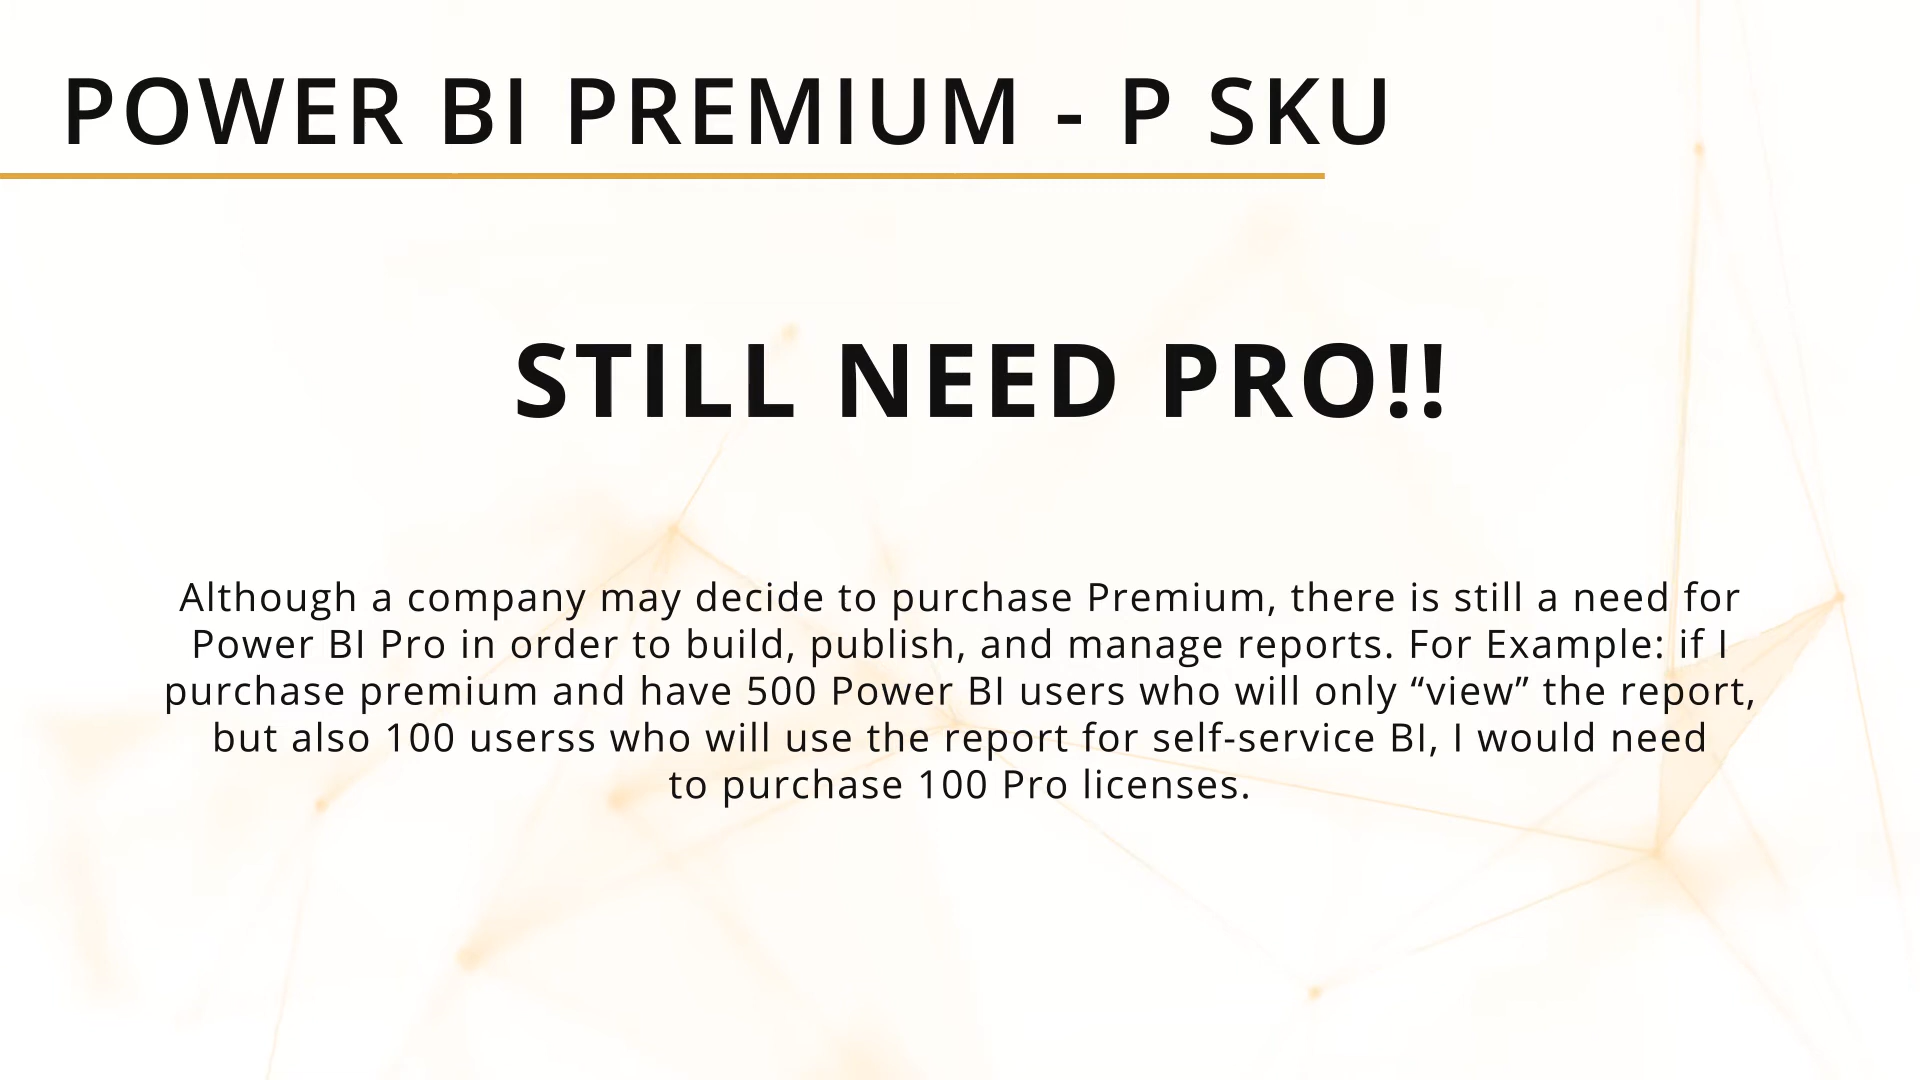 POWER BI PREMIUM - P SKU
STILL NEED PRO!!
Although a company may decide to purchase Premium, there is still a need for
Power BI Pro in order to build, publish, and manage reports. For Example: if I
purchase premium and have 500 Power BI users who will only “view” the report,
but also 100 userss who will use the report for self-service BI, I would need
to purchase 100 Pro licenses.